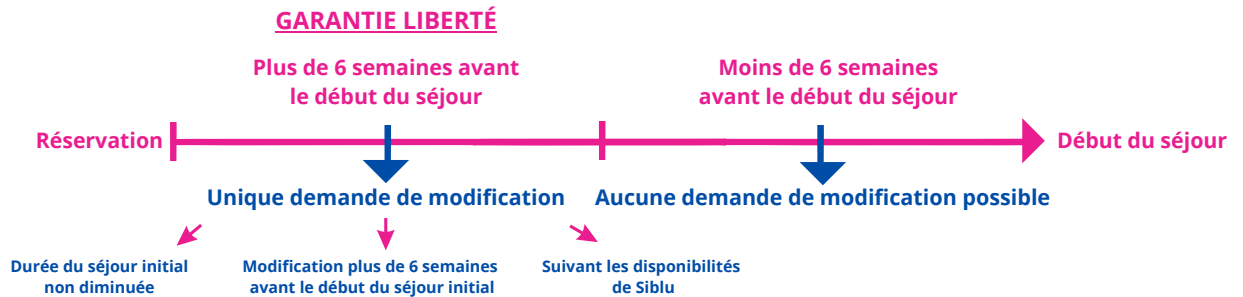 GARANTIE LIBERTÉ
Plus de 6 semaines avant
le début du séjour
Moins de 6 semaines
avant le début du séjour
Réservation
Début du séjour
Unique demande de modification
Aucune demande de modification possible
Durée du séjour initial
non diminuée
Modification plus de 6 semaines
avant le début du séjour initial
Suivant les disponibilités
de Siblu